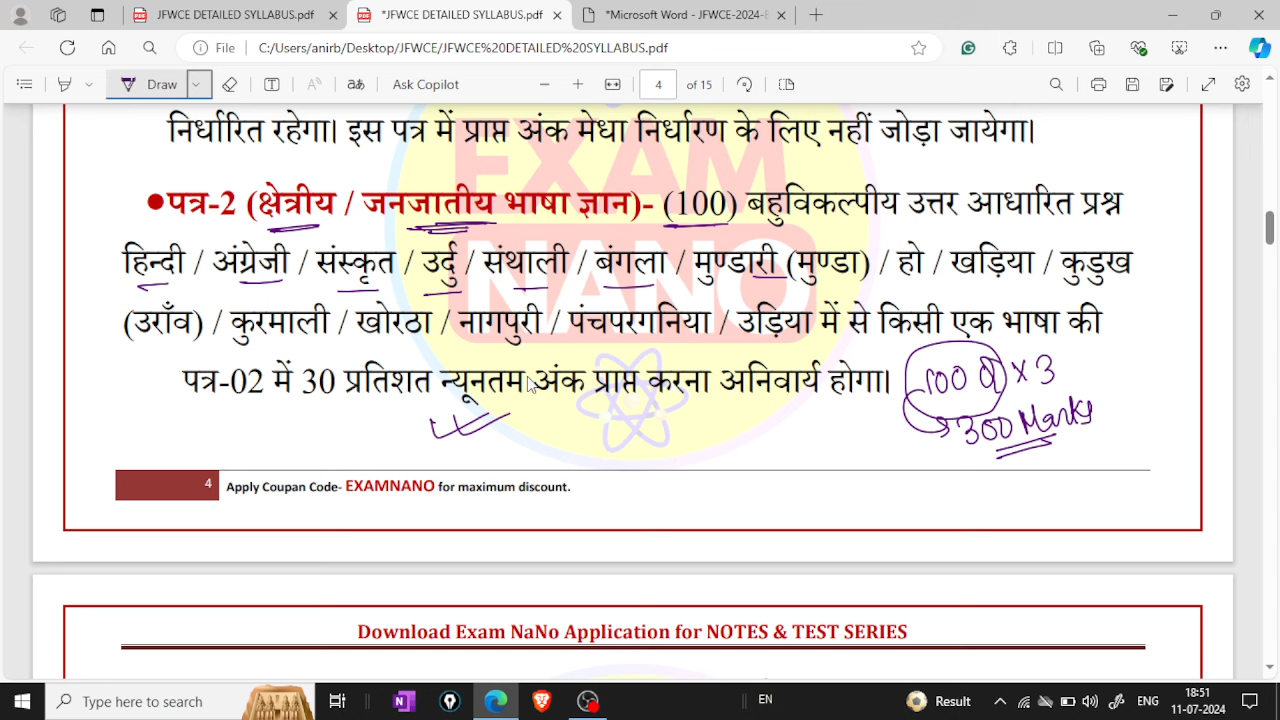 JFWCE DETAILED SYLLABUS.pdf
*JFWCE DETAILED SYLLABUS.pdf
*Microsoft Word - JFWCE-2024-E
File
C:/Users/anirb/Desktop/JFWCE/JFWCE%20DETAILED%20SYLLABUS.pdf
Draw
Ask Copilot
4 of 15
निर्धारित रहेगा। इस पत्र में प्राप्त अंक मेधा निर्धारण के लिए नहीं जोड़ा जायेगा।
EXAM
NANO
●पत्र-2 (क्षेत्रीय / जनजातीय भाषा ज्ञान)- (100) बहुविकल्पीय उत्तर आधारित प्रश्न
हिन्दी / अंग्रेजी / संस्कृत / उर्दु / संथाली / बंगला / मुण्डारी (मुण्डा) / हो / खड़िया / कुडुख
(उराँव) / कुरमाली / खोरठा / नागपुरी / पंचपरगनिया / उड़िया में से किसी एक भाषा की
पत्र-02 में 30 प्रतिशत न्यूनतम अंक प्राप्त करना अनिवार्य होगा।
100 Q × 3
300 Marks
4 Apply Coupan Code- EXAMNANO for maximum discount.
Download Exam NaNo Application for NOTES & TEST SERIES
Type here to search
EN
Result
ENG
18:51
11-07-2024